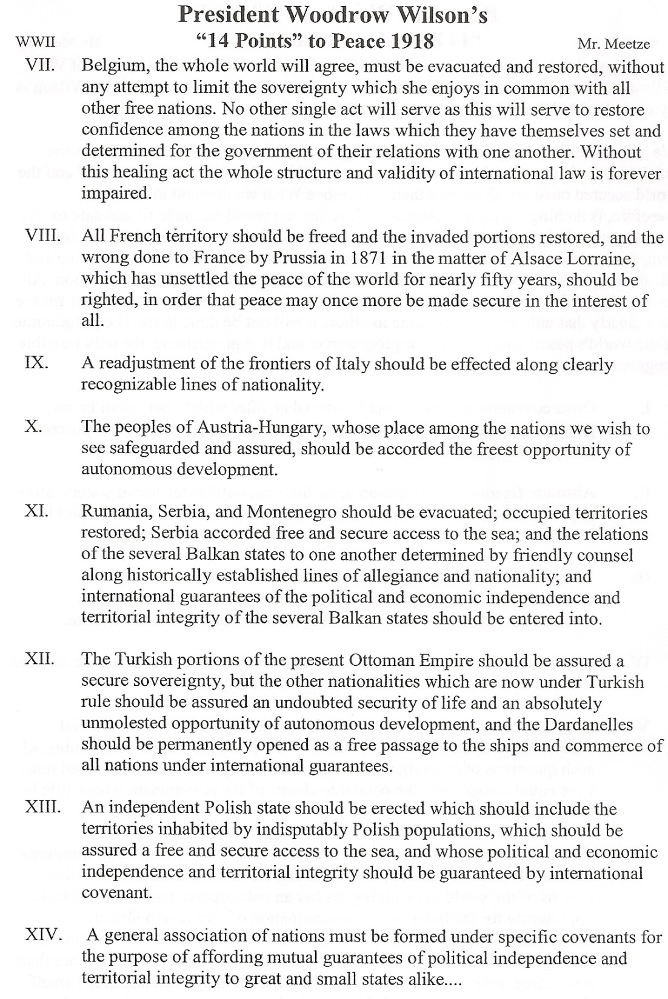 President Woodrow Wilson's
WWII "14 Points" to Peace 1918 Mr. Meetze
VII. Belgium, the whole world will agree, must be evacuated and restored, without
any attempt to limit the sovereignty which she enjoys in common with all
other free nations. No other single act will serve as this will serve to restore
confidence among the nations in the laws which they have themselves set and
determined for the government of their relations with one another. Without
this healing act the whole structure and validity of international law is forever
impaired.
VIII. All French territory should be freed and the invaded portions restored, and the
wrong done to France by Prussia in 1871 in the matter of Alsace Lorraine,
which has unsettled the peace of the world for nearly fifty years, should be
righted, in order that peace may once more be made secure in the interest of
all.
IX. A readjustment of the frontiers of Italy should be effected along clearly
recognizable lines of nationality.
X. The peoples of Austria-Hungary, whose place among the nations we wish to
see safeguarded and assured, should be accorded the freest opportunity of
autonomous development.
XI. Rumania, Serbia, and Montenegro should be evacuated; occupied territories
restored; Serbia accorded free and secure access to the sea; and the relations
of the several Balkan states to one another determined by friendly counsel
along historically established lines of allegiance and nationality; and
international guarantees of the political and economic independence and
territorial integrity of the several Balkan states should be entered into.
XII. The Turkish portions of the present Ottoman Empire should be assured a
secure sovereignty, but the other nationalities which are now under Turkish
rule should be assured an undoubted security of life and an absolutely
unmolested opportunity of autonomous development, and the Dardanelles
should be permanently opened as a free passage to the ships and commerce of
all nations under international guarantees.
XIII. An independent Polish state should be erected which should include the
territories inhabited by indisputably Polish populations, which should be
assured a free and secure access to the sea, and whose political and economic
independence and territorial integrity should be guaranteed by international
covenant.
XIV. A general association of nations must be formed under specific covenants for
the purpose of affording mutual guarantees of political independence and
territorial integrity to great and small states alike....